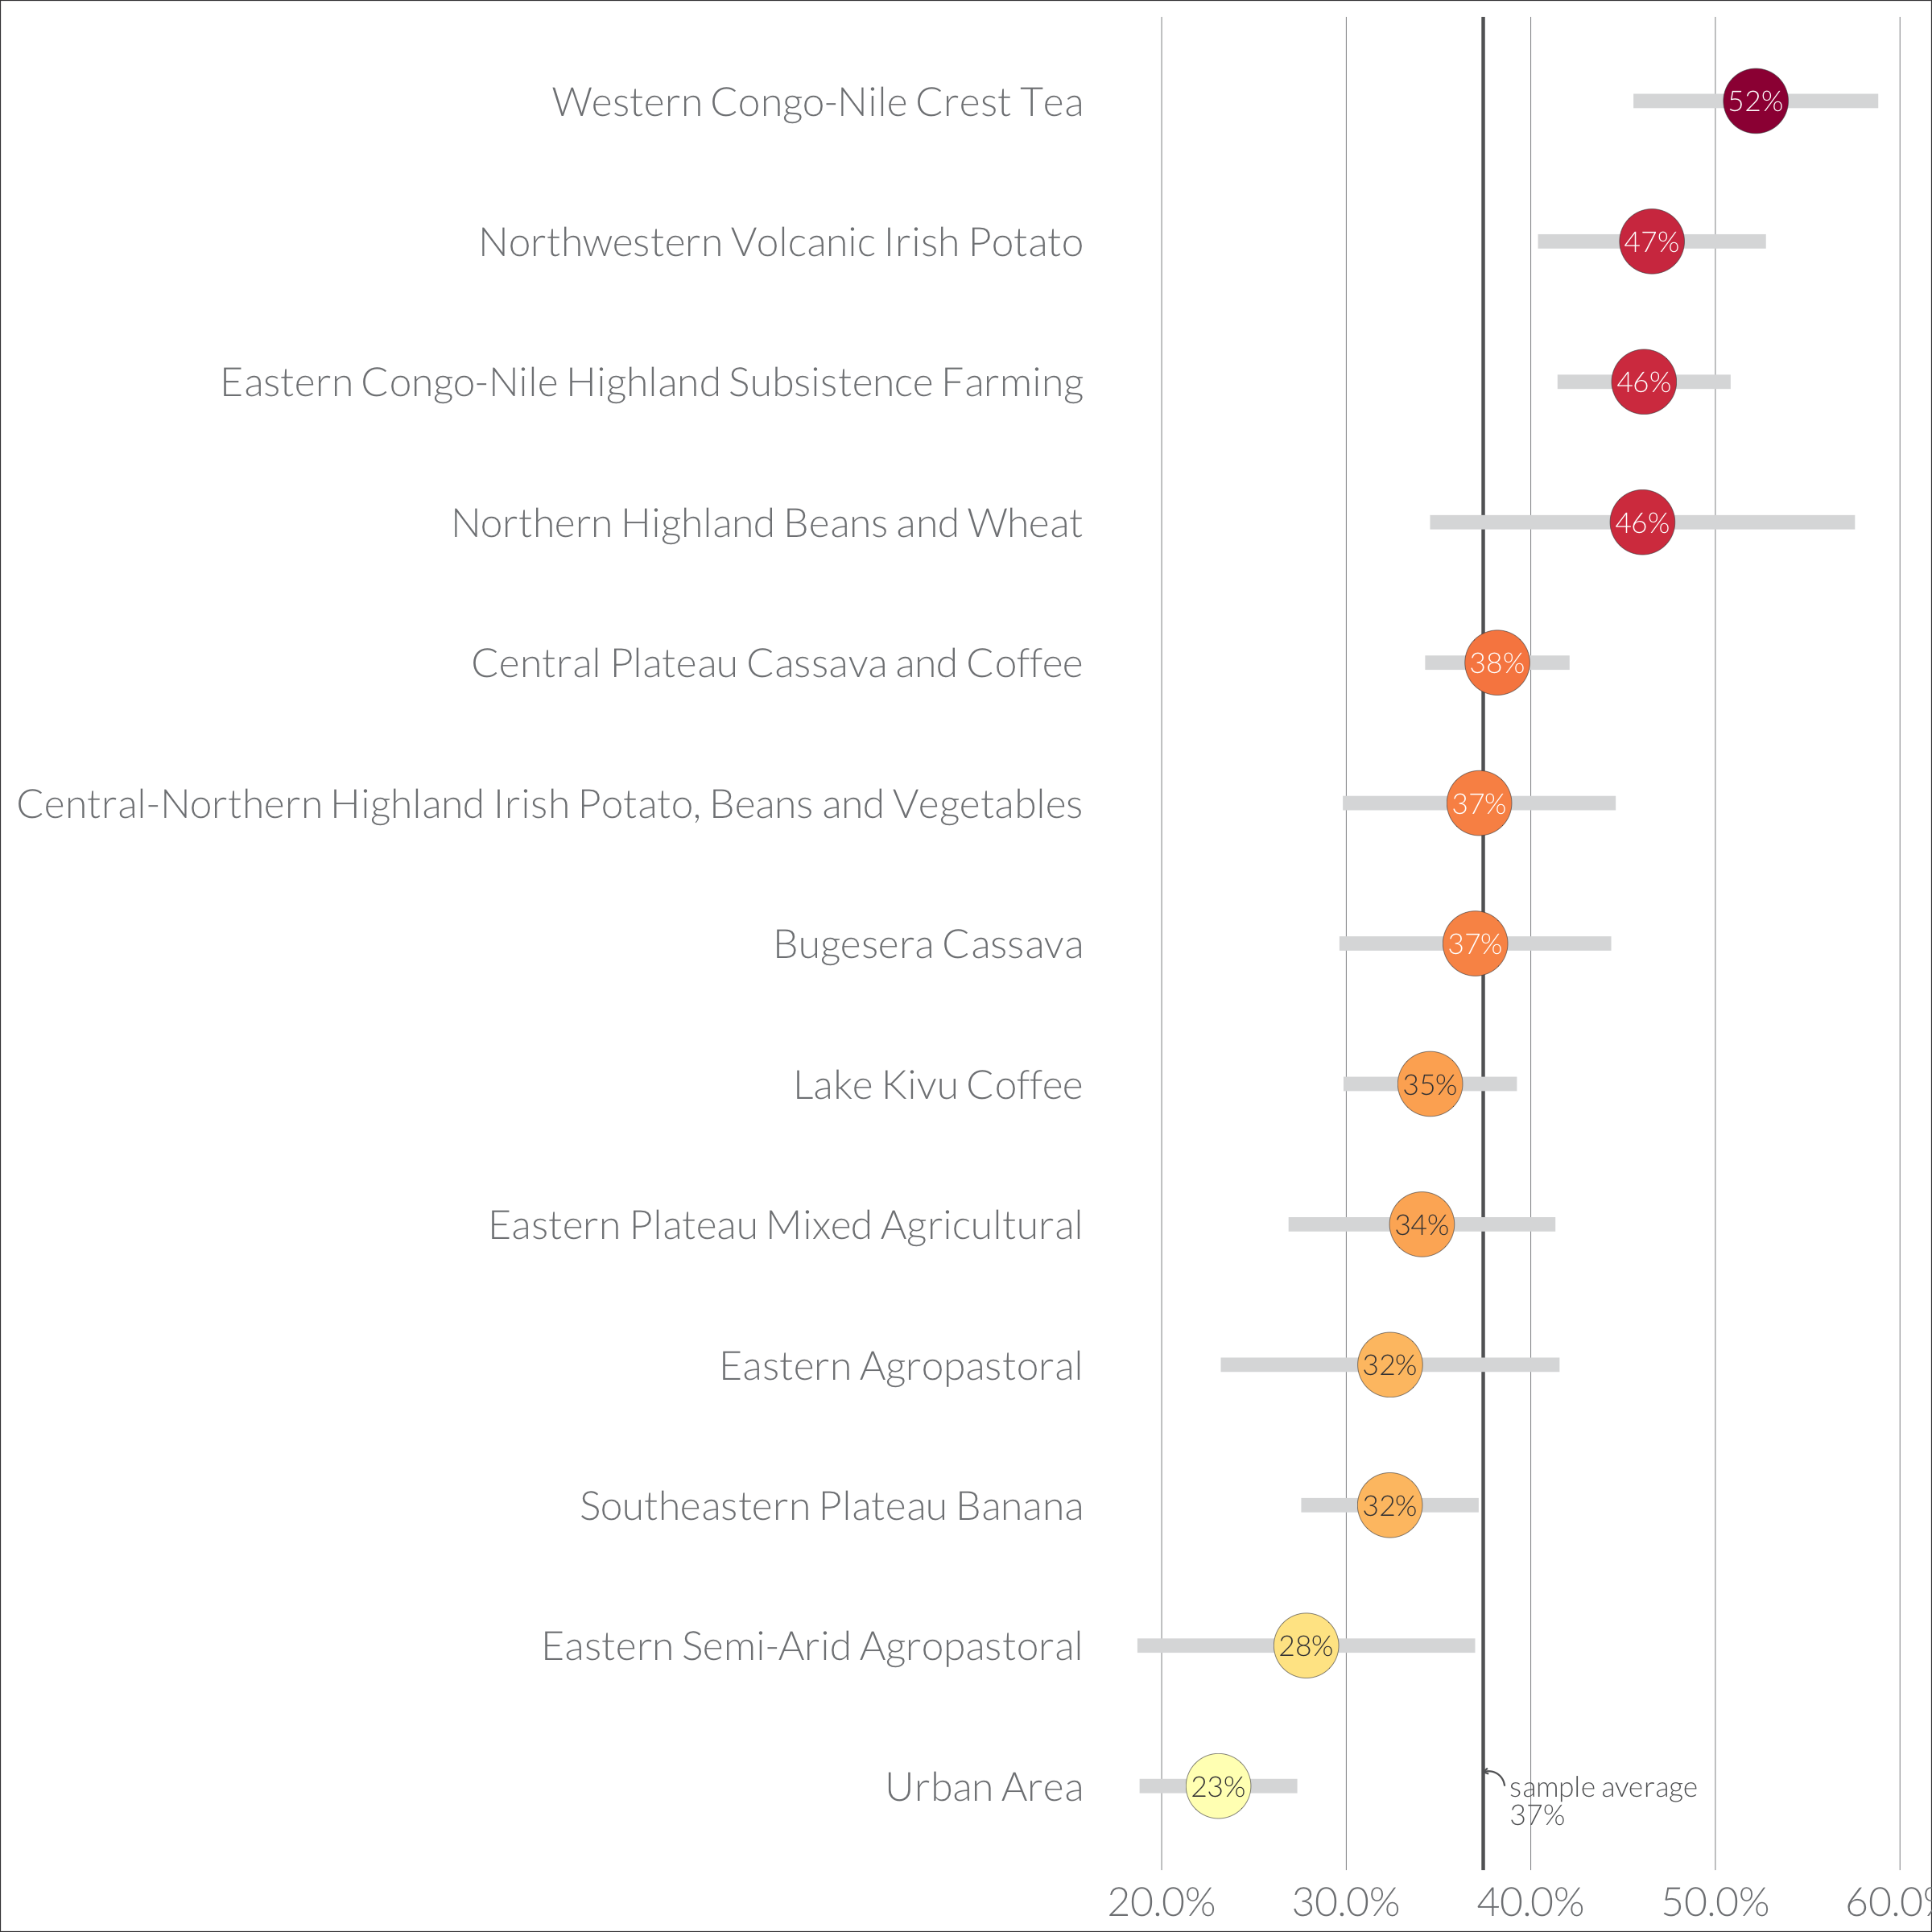 Western Congo-Nile Crest Tea 52%
Northwestern Volcanic Irish Potato 47%
Eastern Congo-Nile Highland Subsistence Farming 46%
Northern Highland Beans and Wheat 46%
Central Plateau Cassava and Coffee 38%
Central-Northern Highland Irish Potato, Beans and Vegetables 37%
Bugesera Cassava 37%
Lake Kivu Coffee 35%
Eastern Plateau Mixed Agricultural 34%
Eastern Agropastoral 32%
Southeastern Plateau Banana 32%
Eastern Semi-Arid Agropastoral 28%
Urban Area 23%
sample average
37%
20.0% 30.0% 40.0% 50.0% 60.0%